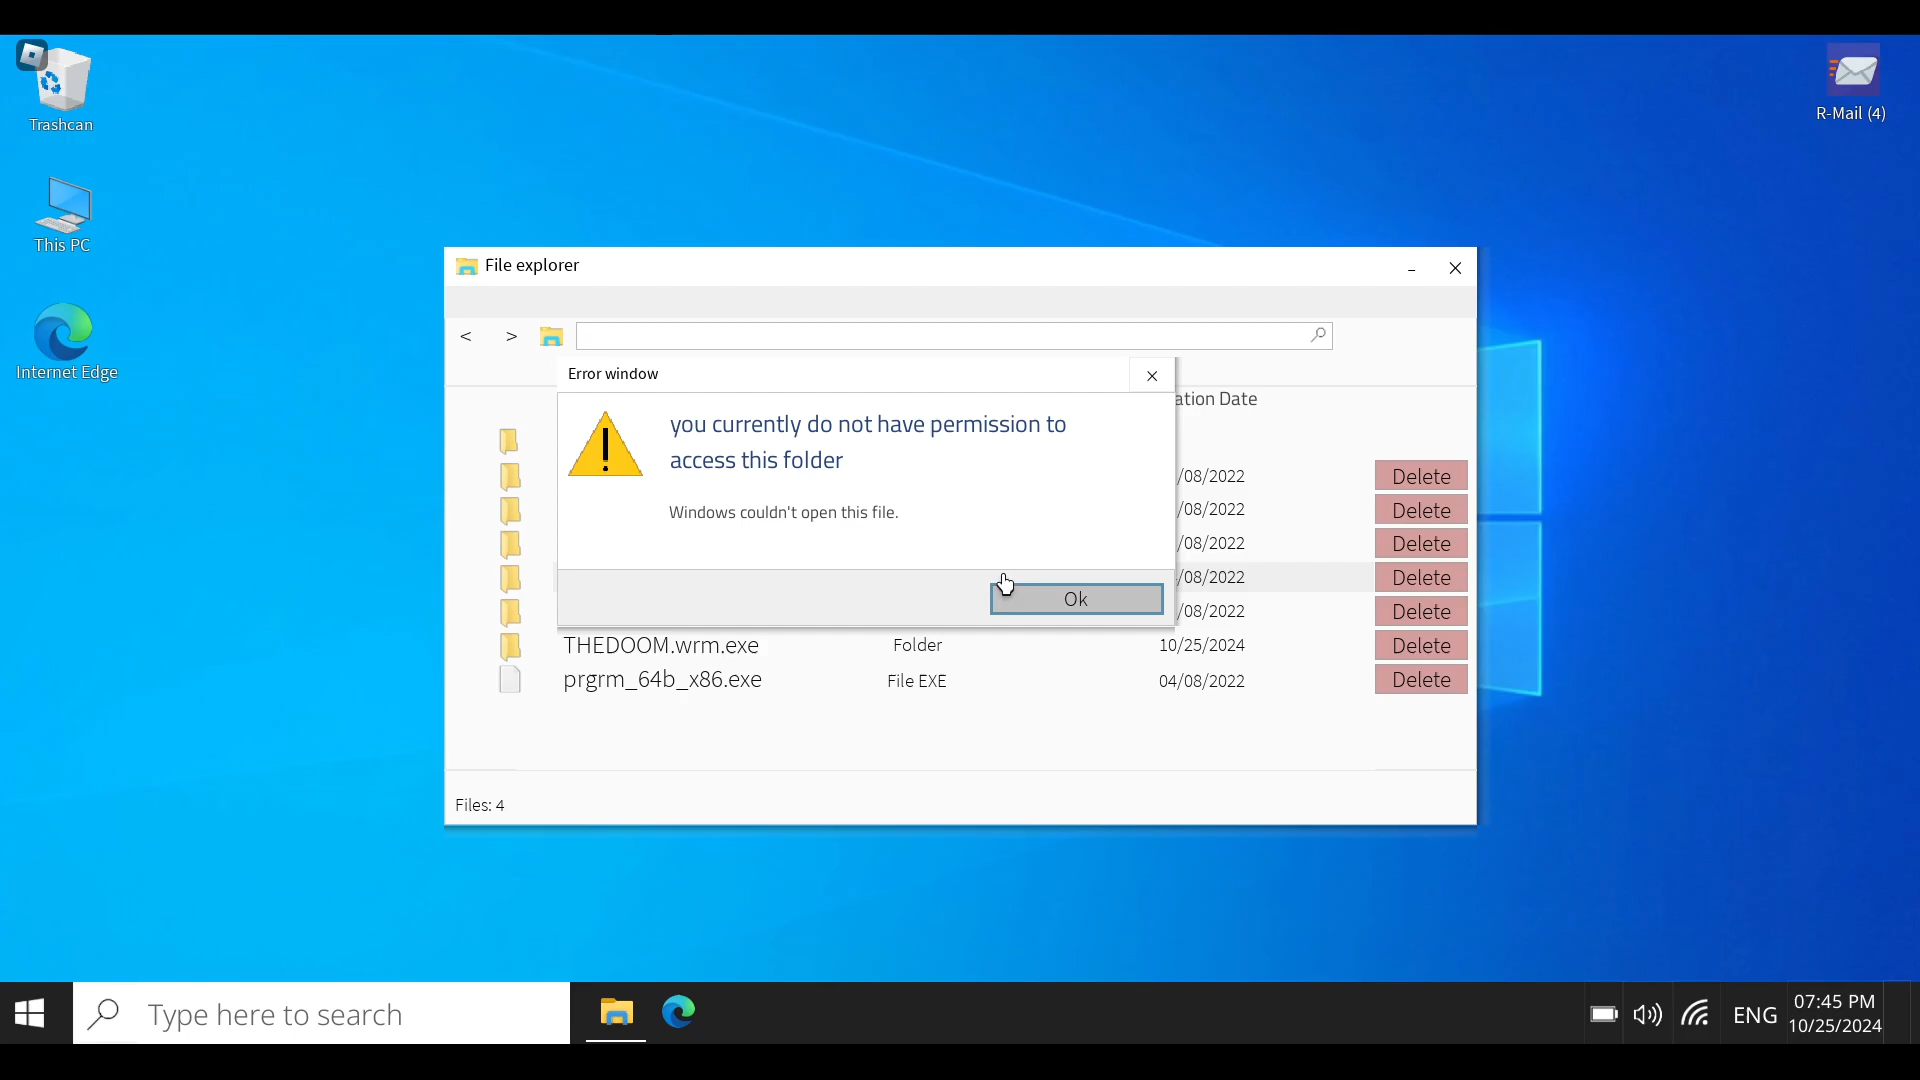 Trashcan
R-Mail (4)
This PC
Internet Edge
File explorer
Error window
ation Date
you currently do not have permission to
access this folder
Windows couldn't open this file.
Ok
/08/2022 Delete
/08/2022 Delete
/08/2022 Delete
/08/2022 Delete
/08/2022 Delete
THEDOOM.wrm.exe Folder 10/25/2024 Delete
prgrm_64b_x86.exe File EXE 04/08/2022 Delete
Files: 4
Type here to search
ENG
07:45 PM
10/25/2024